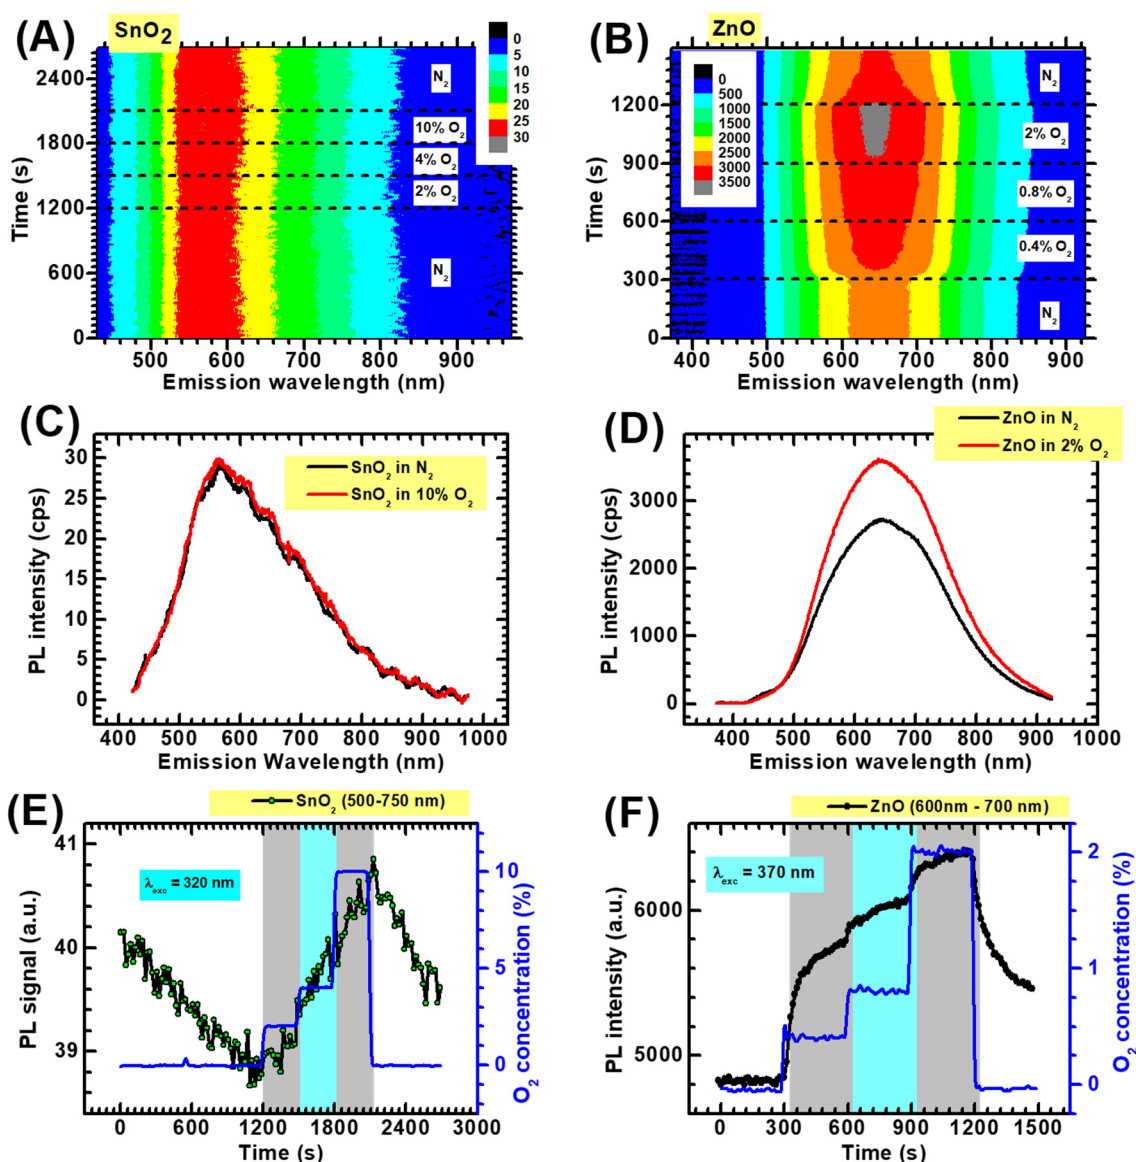 (A) SnO₂
0
5
10
15
20
25
30
2400
1800
1200
600
0
Time (s)
N₂
10% O₂
4% O₂
2% O₂
N₂
500 600 700 800 900
Emission wavelength (nm)
(B) ZnO
0
500
1000
1500
2000
2500
3000
3500
1500
1200
900
600
300
0
Time (s)
N₂
2% O₂
0.8% O₂
0.4% O₂
N₂
400 500 600 700 800 900
Emission wavelength (nm)
(C)
SnO₂ in N₂
SnO₂ in 10% O₂
30
25
20
15
10
5
0
PL intensity (cps)
400 500 600 700 800 900 1000
Emission Wavelength (nm)
(D)
ZnO in N₂
ZnO in 2% O₂
3000
2000
1000
0
PL intensity (cps)
400 500 600 700 800 900 1000
Emission wavelength (nm)
(E)
SnO₂ (500-750 nm)
λexc = 320 nm
41
40
39
PL signal (a.u.)
10
5
0
O₂ concentration (%)
0 600 1200 1800 2400 3000
Time (s)
(F)
ZnO (600nm - 700 nm)
λexc = 370 nm
6000
5000
PL intensity (a.u.)
2
1
0
O₂ concentration (%)
0 300 600 900 1200 1500
Time (s)